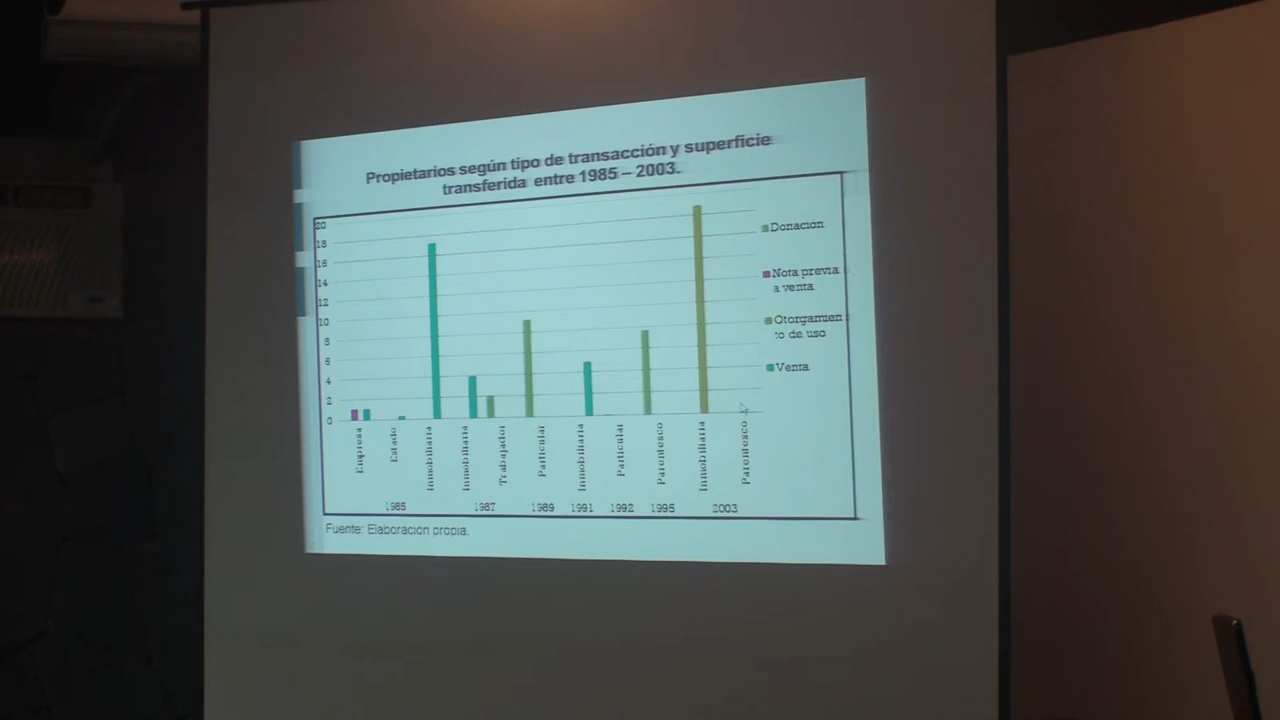 Propietarios según tipo de transacción y superficie
transferida entre 1985 – 2003.
20
18
16
14
12
10
8
6
4
2
0
Donación
Nota previa
a venta
Otorgamien
to de uso
Venta
Empresa
Estado
Inmobiliaria
Inmobiliaria
Trabajador
Particular
Inmobiliaria
Particular
Parentesco
Inmobiliaria
Parentesco
1985
1987
1989
1991
1992
1995
2003
Fuente: Elaboración propia.